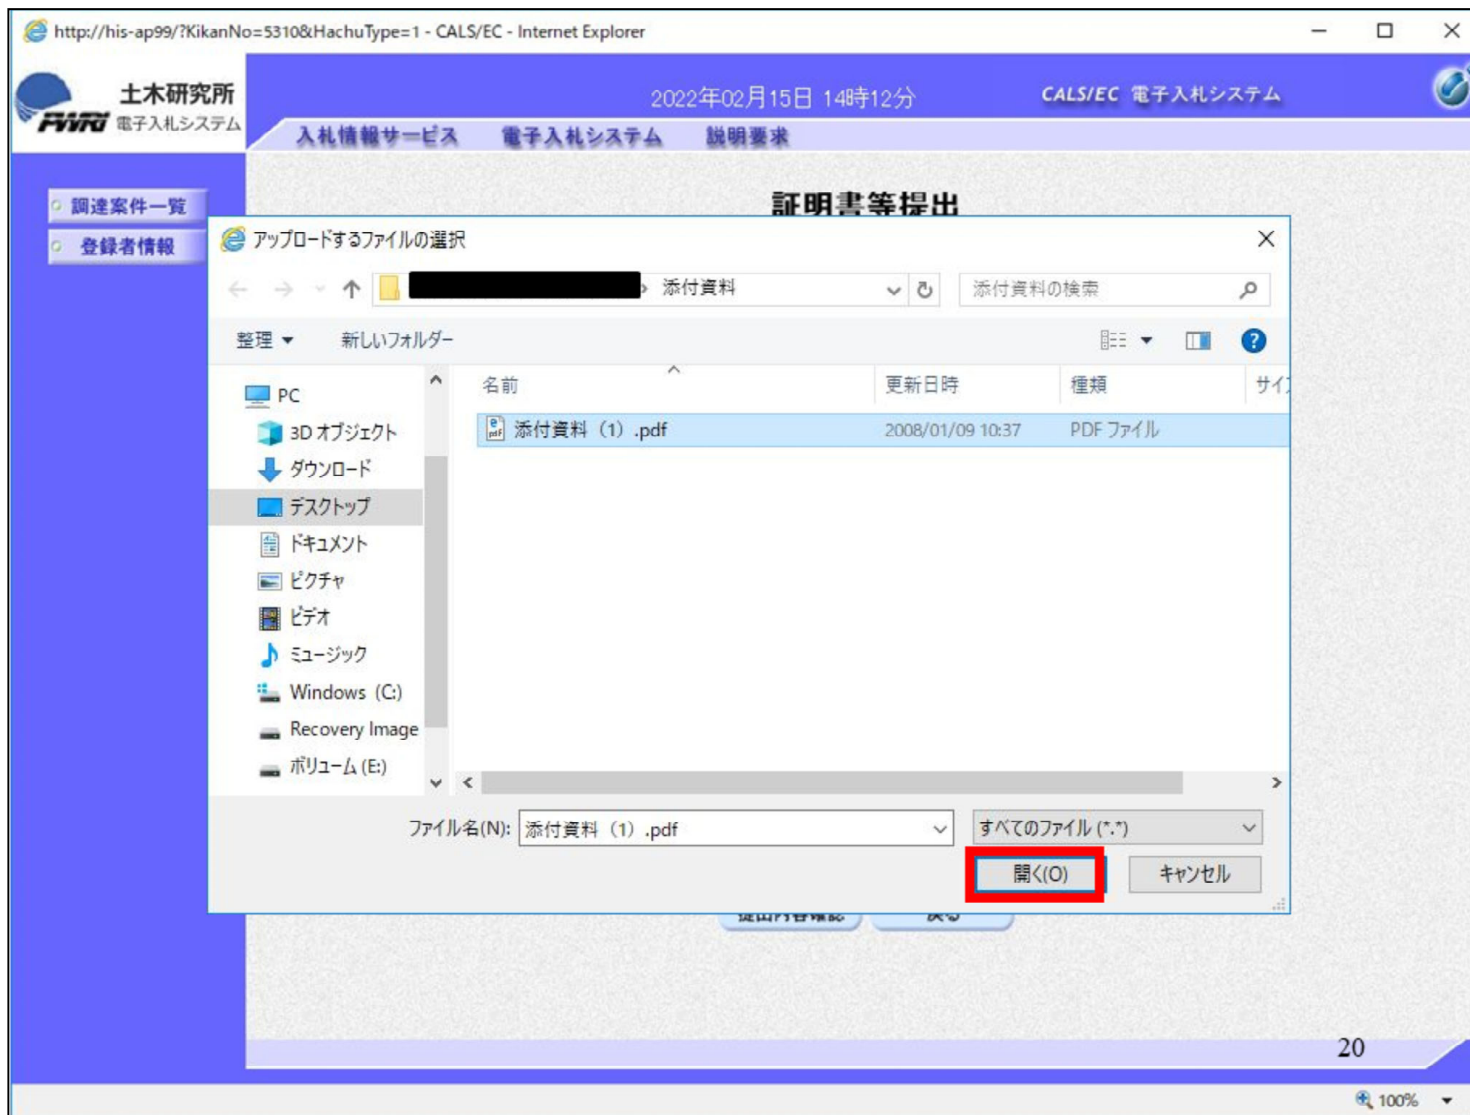 http://his-ap99/?KikanNo=5310&HachuType=1 - CALS/EC - Internet Explorer
土木研究所
PWRI 電子入札システム
2022年02月15日 14時12分
CALS/EC 電子入札システム
入札情報サービス 電子入札システム 説明要求
調達案件一覧
登録者情報
証明書等提出
アップロードするファイルの選択
› 添付資料
添付資料の検索
整理 新しいフォルダー
名前 更新日時 種類 サイズ
添付資料（1）.pdf 2008/01/09 10:37 PDF ファイル
PC
3D オブジェクト
ダウンロード
デスクトップ
ドキュメント
ピクチャ
ビデオ
ミュージック
Windows (C:)
Recovery Image
ボリューム (E:)
ファイル名(N): 添付資料（1）.pdf すべてのファイル (*.*)
開く(O) キャンセル
提出内容確認 戻る
20
100%